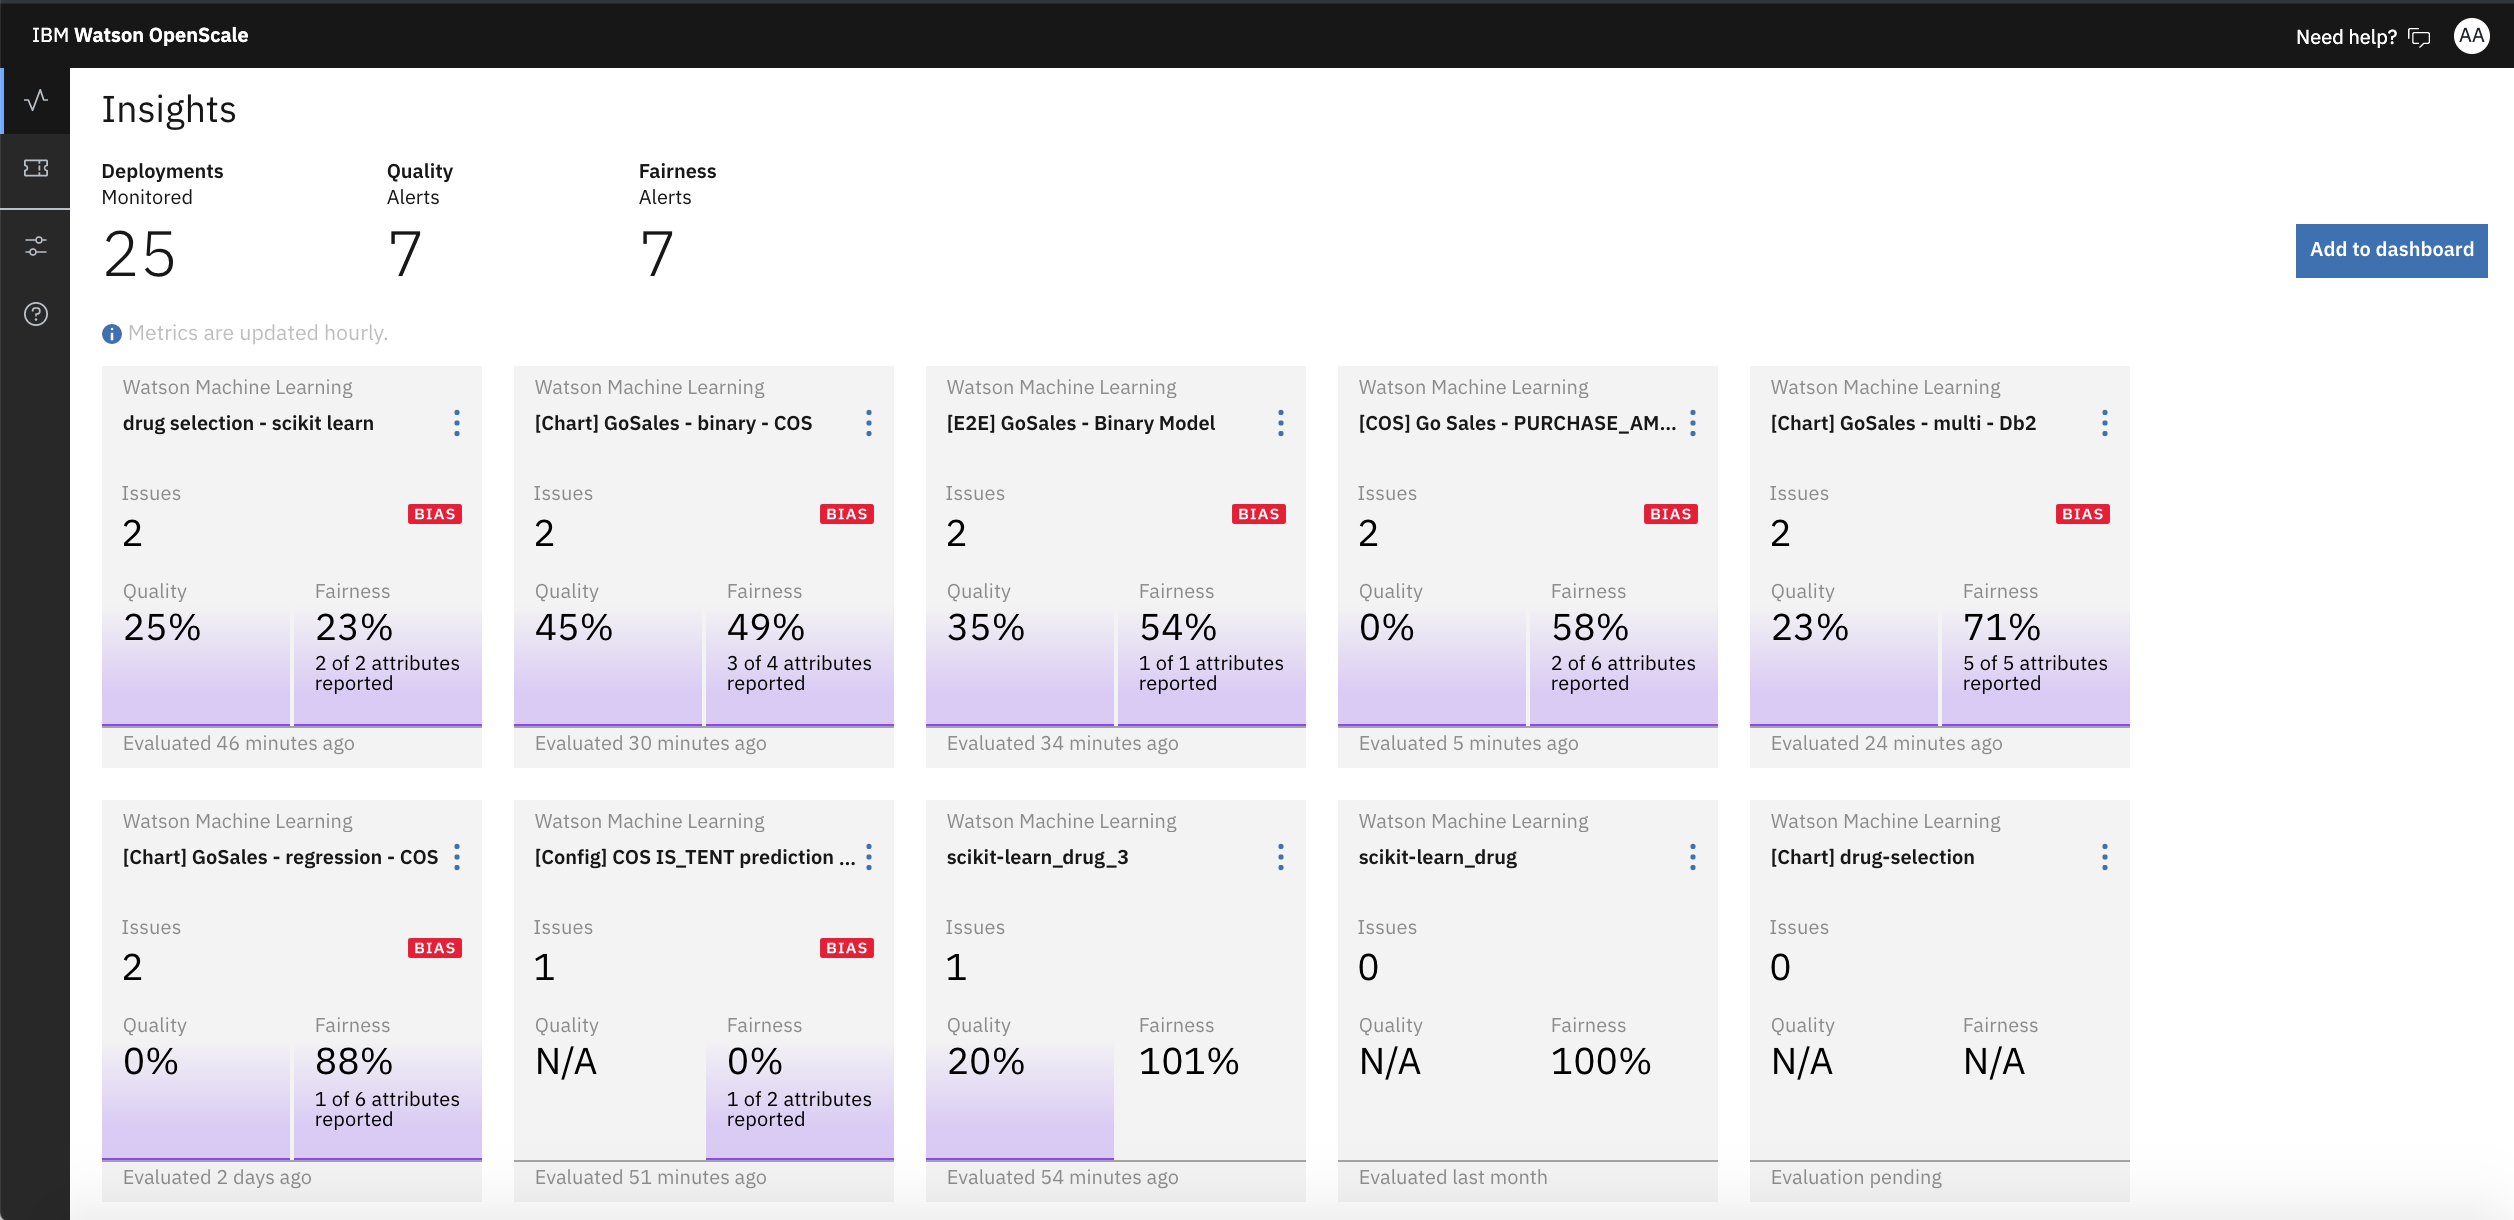 IBM Watson OpenScale
Need help?
AA
Insights
Deployments
Monitored
25
Quality
Alerts
7
Fairness
Alerts
7
Add to dashboard
Metrics are updated hourly.
Watson Machine Learning
drug selection - scikit learn
Issues
2
BIAS
Quality
25%
Fairness
23%
2 of 2 attributes
reported
Evaluated 46 minutes ago
Watson Machine Learning
[Chart] GoSales - binary - COS
Issues
2
BIAS
Quality
45%
Fairness
49%
3 of 4 attributes
reported
Evaluated 30 minutes ago
Watson Machine Learning
[E2E] GoSales - Binary Model
Issues
2
BIAS
Quality
35%
Fairness
54%
1 of 1 attributes
reported
Evaluated 34 minutes ago
Watson Machine Learning
[COS] Go Sales - PURCHASE_AM...
Issues
2
BIAS
Quality
0%
Fairness
58%
2 of 6 attributes
reported
Evaluated 5 minutes ago
Watson Machine Learning
[Chart] GoSales - multi - Db2
Issues
2
BIAS
Quality
23%
Fairness
71%
5 of 5 attributes
reported
Evaluated 24 minutes ago
Watson Machine Learning
[Chart] GoSales - regression - COS
Issues
2
BIAS
Quality
0%
Fairness
88%
1 of 6 attributes
reported
Evaluated 2 days ago
Watson Machine Learning
[Config] COS IS_TENT prediction ...
Issues
1
BIAS
Quality
N/A
Fairness
0%
1 of 2 attributes
reported
Evaluated 51 minutes ago
Watson Machine Learning
scikit-learn_drug_3
Issues
1
Quality
20%
Fairness
101%
Evaluated 54 minutes ago
Watson Machine Learning
scikit-learn_drug
Issues
0
Quality
N/A
Fairness
100%
Evaluated last month
Watson Machine Learning
[Chart] drug-selection
Issues
0
Quality
N/A
Fairness
N/A
Evaluation pending